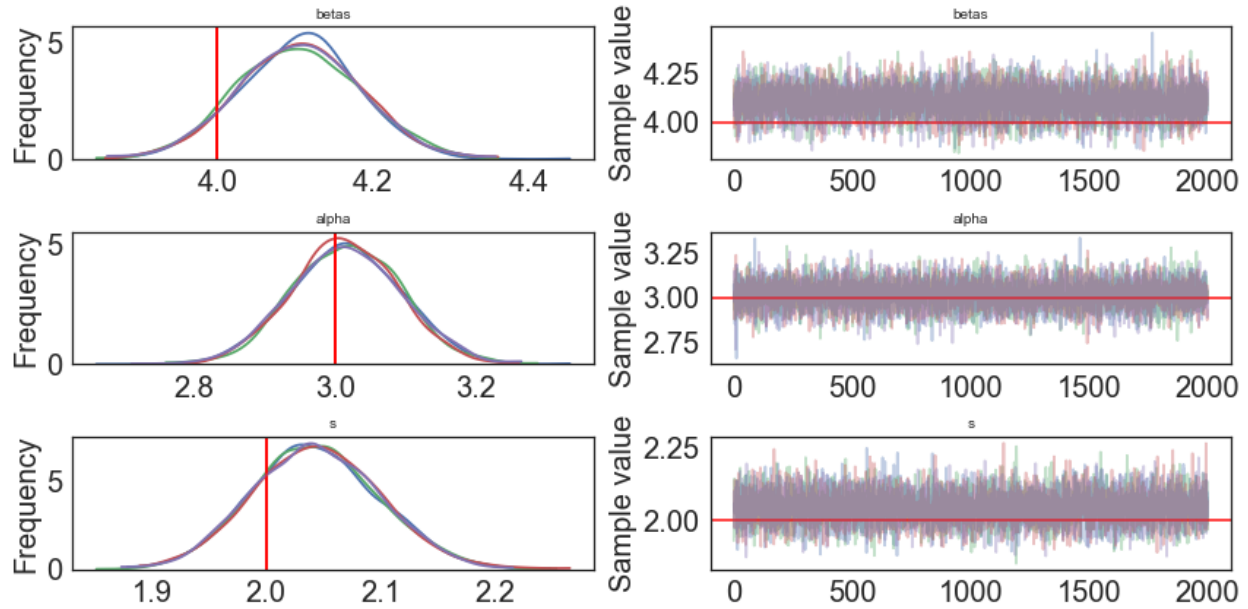 betas
Frequency
5
0
4.0 4.2 4.4
betas
Sample value
4.25
4.00
0 500 1000 1500 2000
alpha
Frequency
5
0
2.8 3.0 3.2
alpha
Sample value
3.25
3.00
2.75
0 500 1000 1500 2000
s
Frequency
5
0
1.9 2.0 2.1 2.2
s
Sample value
2.25
2.00
0 500 1000 1500 2000